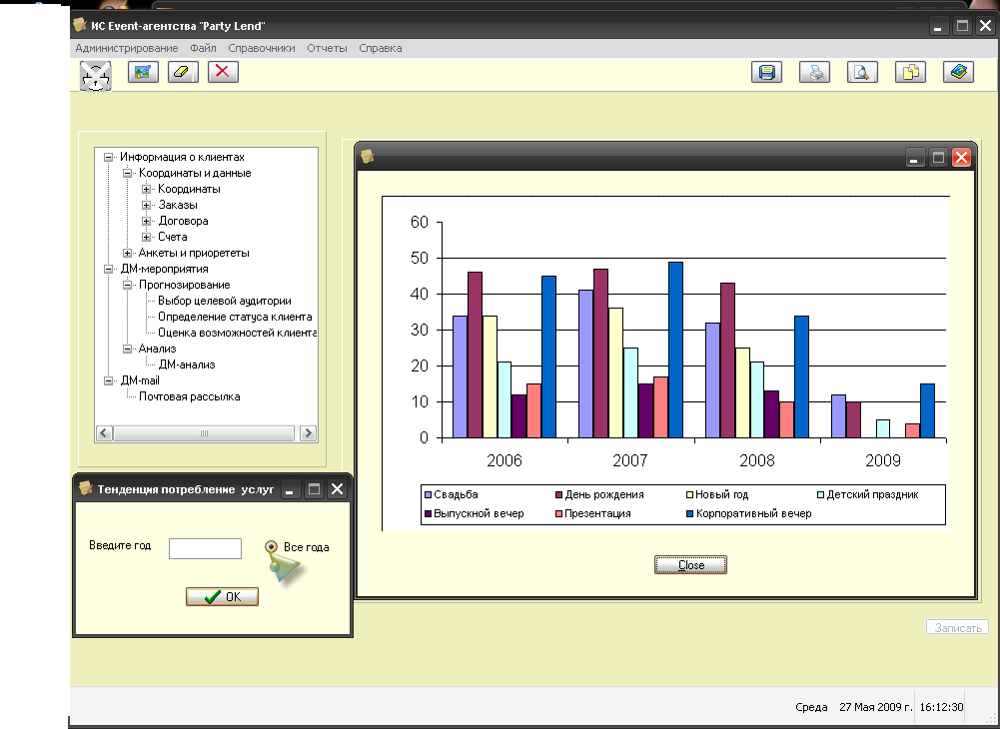 ИС Event-агентства "Party Lend"
Администрирование Файл Справочники Отчеты Справка
Информация о клиентах
Координаты и данные
Координаты
Заказы
Договора
Счета
Анкеты и приорететы
ДМ-мероприятия
Прогнозирование
Выбор целевой аудитории
Определение статуса клиента
Оценка возможностей клиента
Анализ
ДМ-анализ
ДМ-mail
Почтовая рассылка
60
50
40
30
20
10
0
2006 2007 2008 2009
Свадьба День рождения Новый год Детский праздник
Выпускной вечер Презентация Корпоративный вечер
Close
Тенденция потребление услуг
Введите год Все года
OK
Записать
Среда 27 Мая 2009 г. 16:12:30